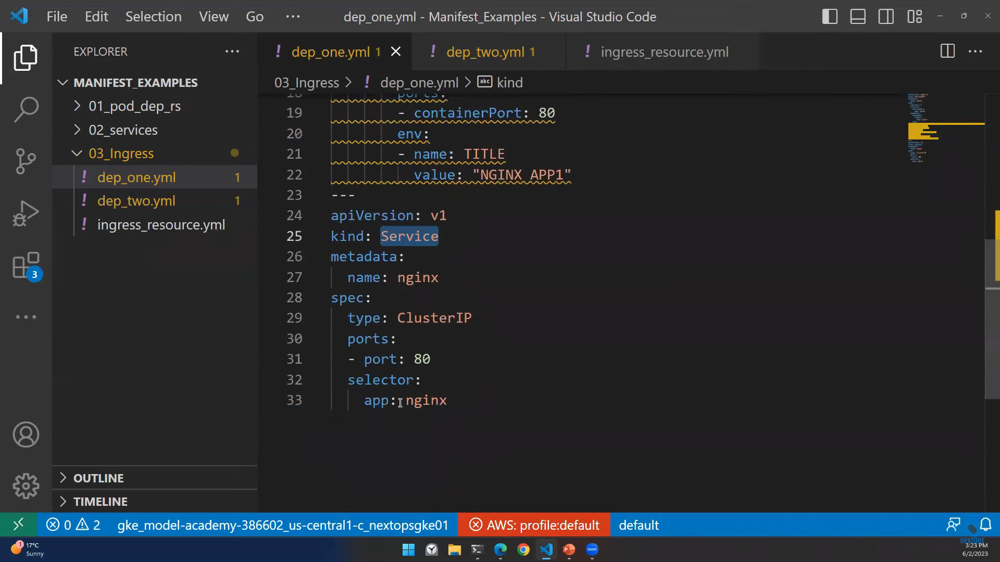 File Edit Selection View Go ...
dep_one.yml - Manifest_Examples - Visual Studio Code
EXPLORER
MANIFEST_EXAMPLES
01_pod_dep_rs
02_services
03_Ingress
dep_one.yml 1
dep_two.yml 1
ingress_resource.yml
OUTLINE
TIMELINE
3
! dep_one.yml 1
! dep_two.yml 1
! ingress_resource.yml
03_Ingress > ! dep_one.yml > abc kind
18 ports:
19 - containerPort: 80
20 env:
21 - name: TITLE
22 value: "NGINX APP1"
23 ---
24 apiVersion: v1
25 kind: Service
26 metadata:
27 name: nginx
28 spec:
29 type: ClusterIP
30 ports:
31 - port: 80
32 selector:
33 app: nginx
0 2 gke_model-academy-386602_us-central1-c_nextopsgke01 AWS: profile:default default
1 17°C
Sunny
zoom
nextOps
3:23 PM
6/2/2023